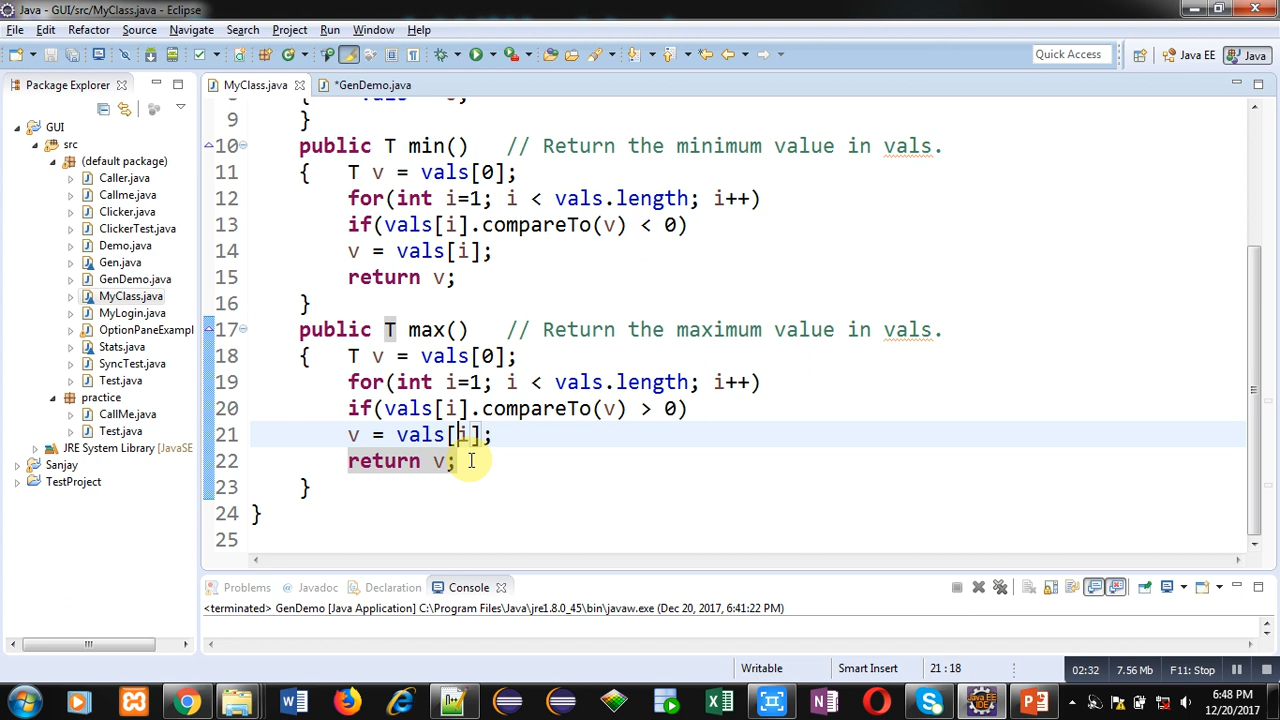 Java - GUI/src/MyClass.java - Eclipse
File Edit Refactor Source Navigate Search Project Run Window Help
Quick Access Java EE Java
Package Explorer
MyClass.java *GenDemo.java
GUI
src
(default package)
Caller.java
Callme.java
Clicker.java
ClickerTest.java
Demo.java
Gen.java
GenDemo.java
MyClass.java
MyLogin.java
OptionPaneExampl
Stats.java
SyncTest.java
Test.java
practice
CallMe.java
Test.java
JRE System Library
Sanjay
TestProject
9 }
10 public T min() // Return the minimum value in vals.
11 { T v = vals[0];
12 for(int i=1; i < vals.length; i++)
13 if(vals[i].compareTo(v) < 0)
14 v = vals[i];
15 return v;
16 }
17 public T max() // Return the maximum value in vals.
18 { T v = vals[0];
19 for(int i=1; i < vals.length; i++)
20 if(vals[i].compareTo(v) > 0)
21 v = vals[i];
22 return v;
23 }
24 }
25
Problems Javadoc Declaration Console
<terminated> GenDemo [Java Application] C:\Program Files\Java\jre1.8.0_45\bin\javaw.exe (Dec 20, 2017, 6:41:22 PM)
Writable Smart Insert 21 : 18 02:32 7.56 Mb F11: Stop
6:48 PM
12/20/2017